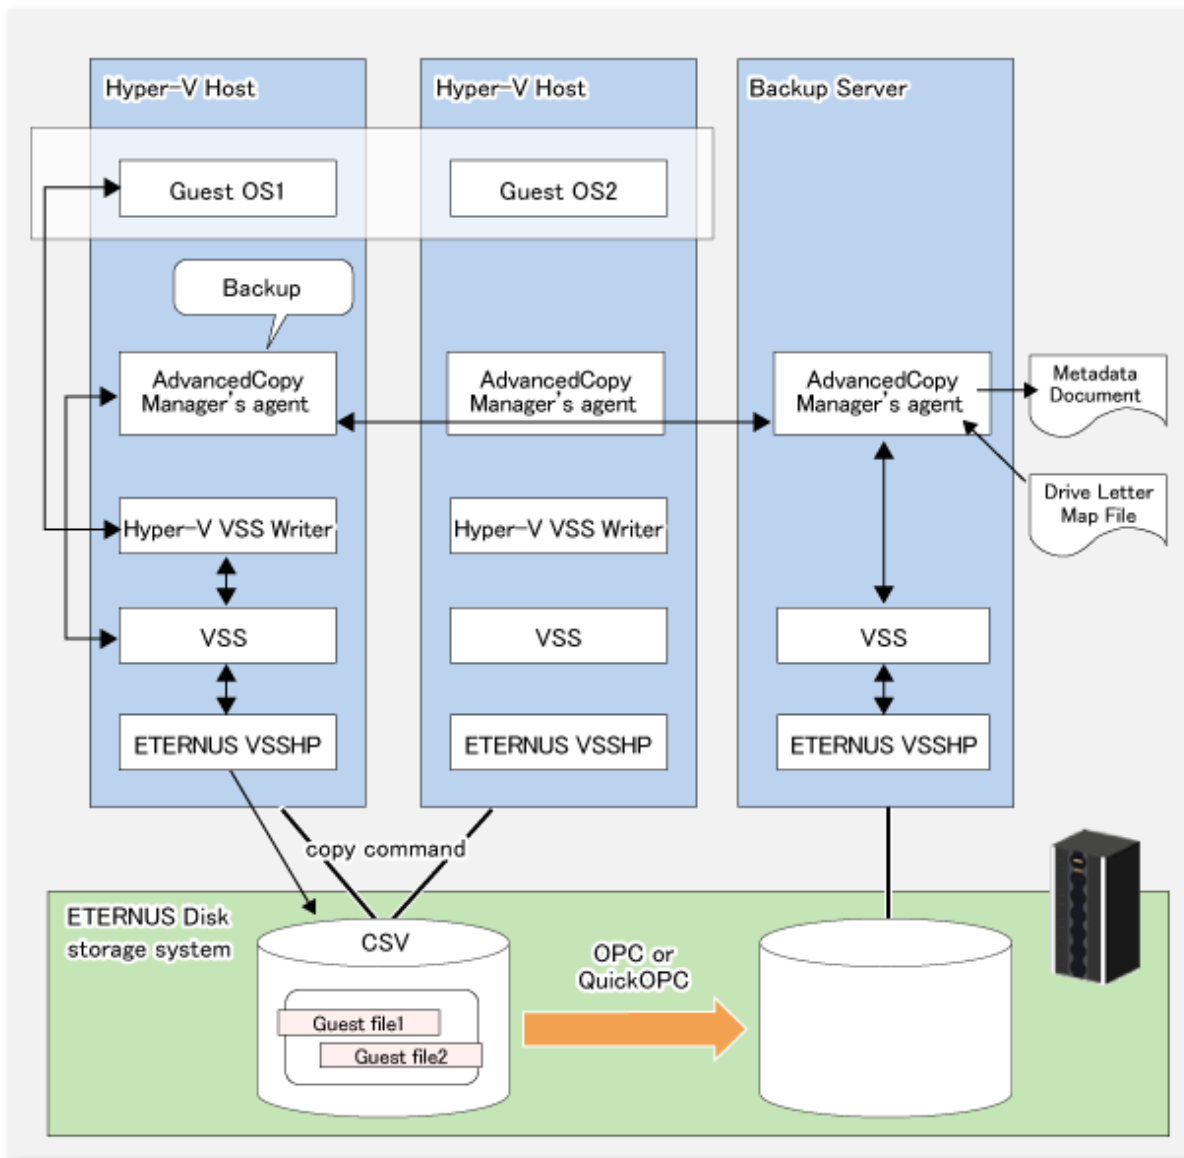 Hyper-V Host
Hyper-V Host
Backup Server
Guest OS1
Guest OS2
Backup
AdvancedCopy
Manager's agent
AdvancedCopy
Manager's agent
AdvancedCopy
Manager's agent
Metadata
Document
Drive Letter
Map File
Hyper-V VSS Writer
Hyper-V VSS Writer
VSS
VSS
VSS
ETERNUS VSSHP
ETERNUS VSSHP
ETERNUS VSSHP
copy command
ETERNUS Disk
storage system
CSV
OPC or
QuickOPC
Guest file1
Guest file2